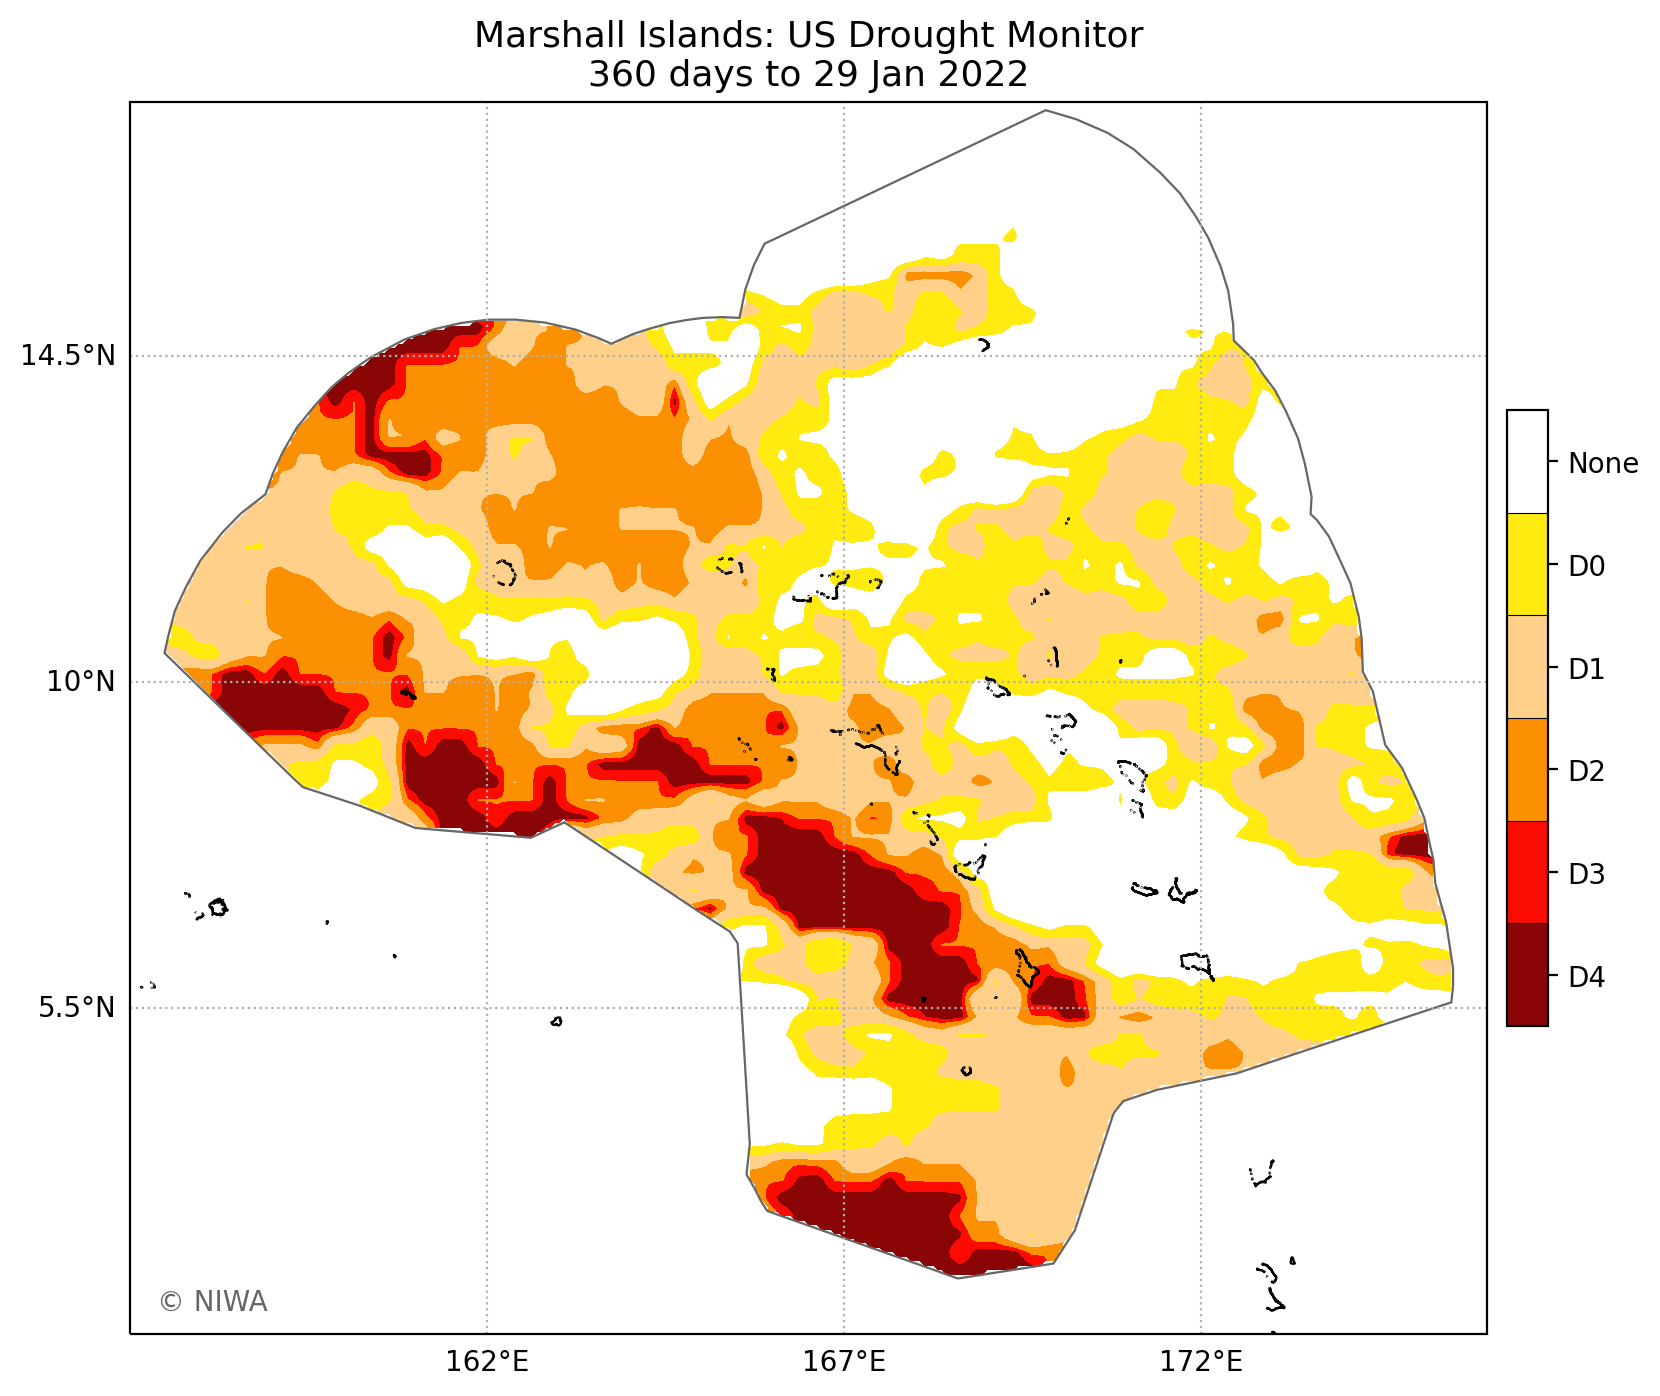 Marshall Islands: US Drought Monitor
360 days to 29 Jan 2022
14.5°N
10°N
5.5°N
162°E
167°E
172°E
None
D0
D1
D2
D3
D4
© NIWA